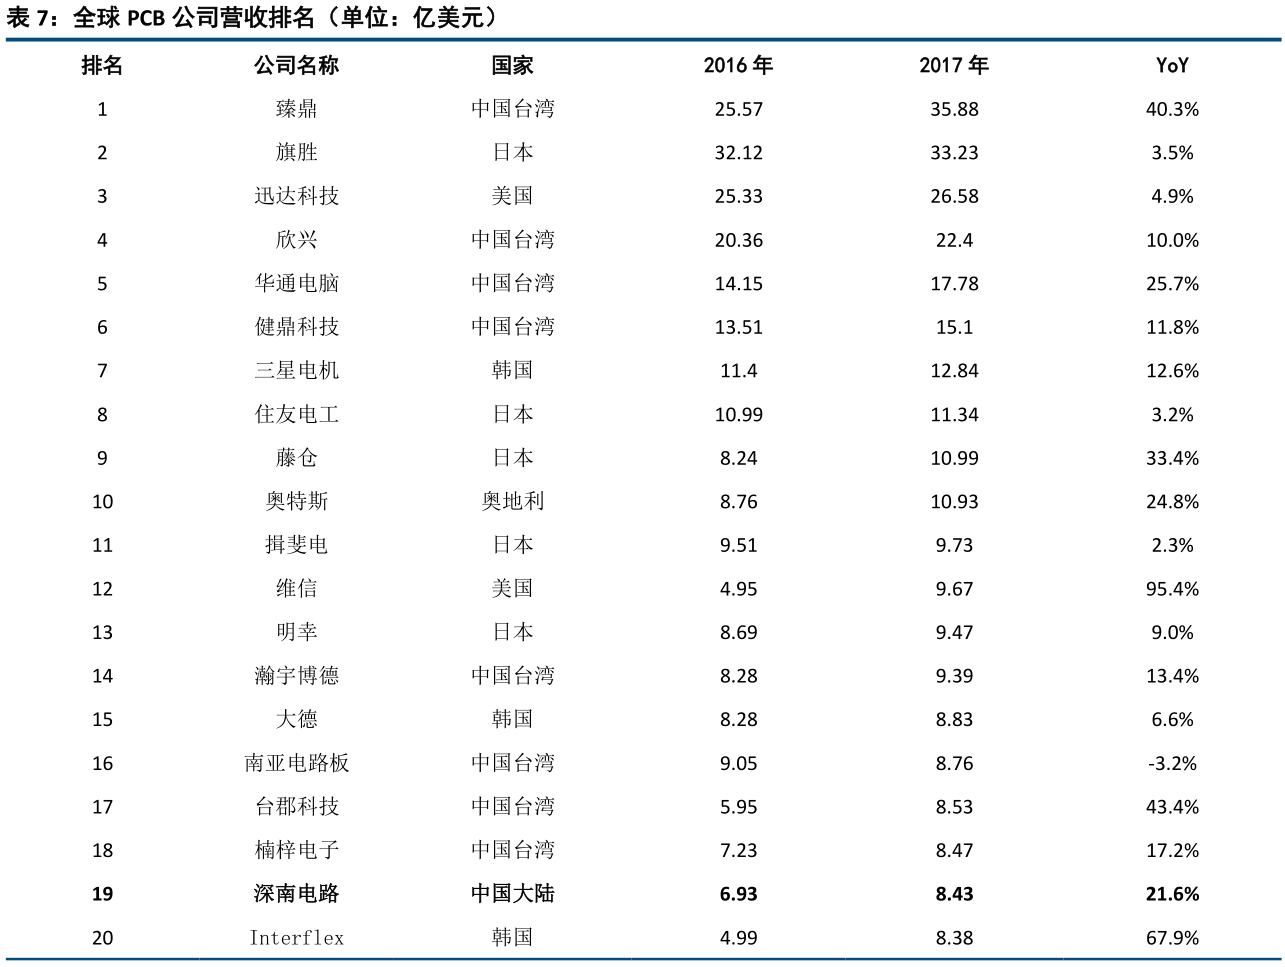 表 7：全球 PCB 公司营收排名（单位：亿美元）
排名 公司名称 国家 2016 年 2017 年 YoY
1 臻鼎 中国台湾 25.57 35.88 40.3%
2 旗胜 日本 32.12 33.23 3.5%
3 迅达科技 美国 25.33 26.58 4.9%
4 欣兴 中国台湾 20.36 22.4 10.0%
5 华通电脑 中国台湾 14.15 17.78 25.7%
6 健鼎科技 中国台湾 13.51 15.1 11.8%
7 三星电机 韩国 11.4 12.84 12.6%
8 住友电工 日本 10.99 11.34 3.2%
9 藤仓 日本 8.24 10.99 33.4%
10 奥特斯 奥地利 8.76 10.93 24.8%
11 揖斐电 日本 9.51 9.73 2.3%
12 维信 美国 4.95 9.67 95.4%
13 明幸 日本 8.69 9.47 9.0%
14 瀚宇博德 中国台湾 8.28 9.39 13.4%
15 大德 韩国 8.28 8.83 6.6%
16 南亚电路板 中国台湾 9.05 8.76 -3.2%
17 台郡科技 中国台湾 5.95 8.53 43.4%
18 楠梓电子 中国台湾 7.23 8.47 17.2%
19 深南电路 中国大陆 6.93 8.43 21.6%
20 Interflex 韩国 4.99 8.38 67.9%